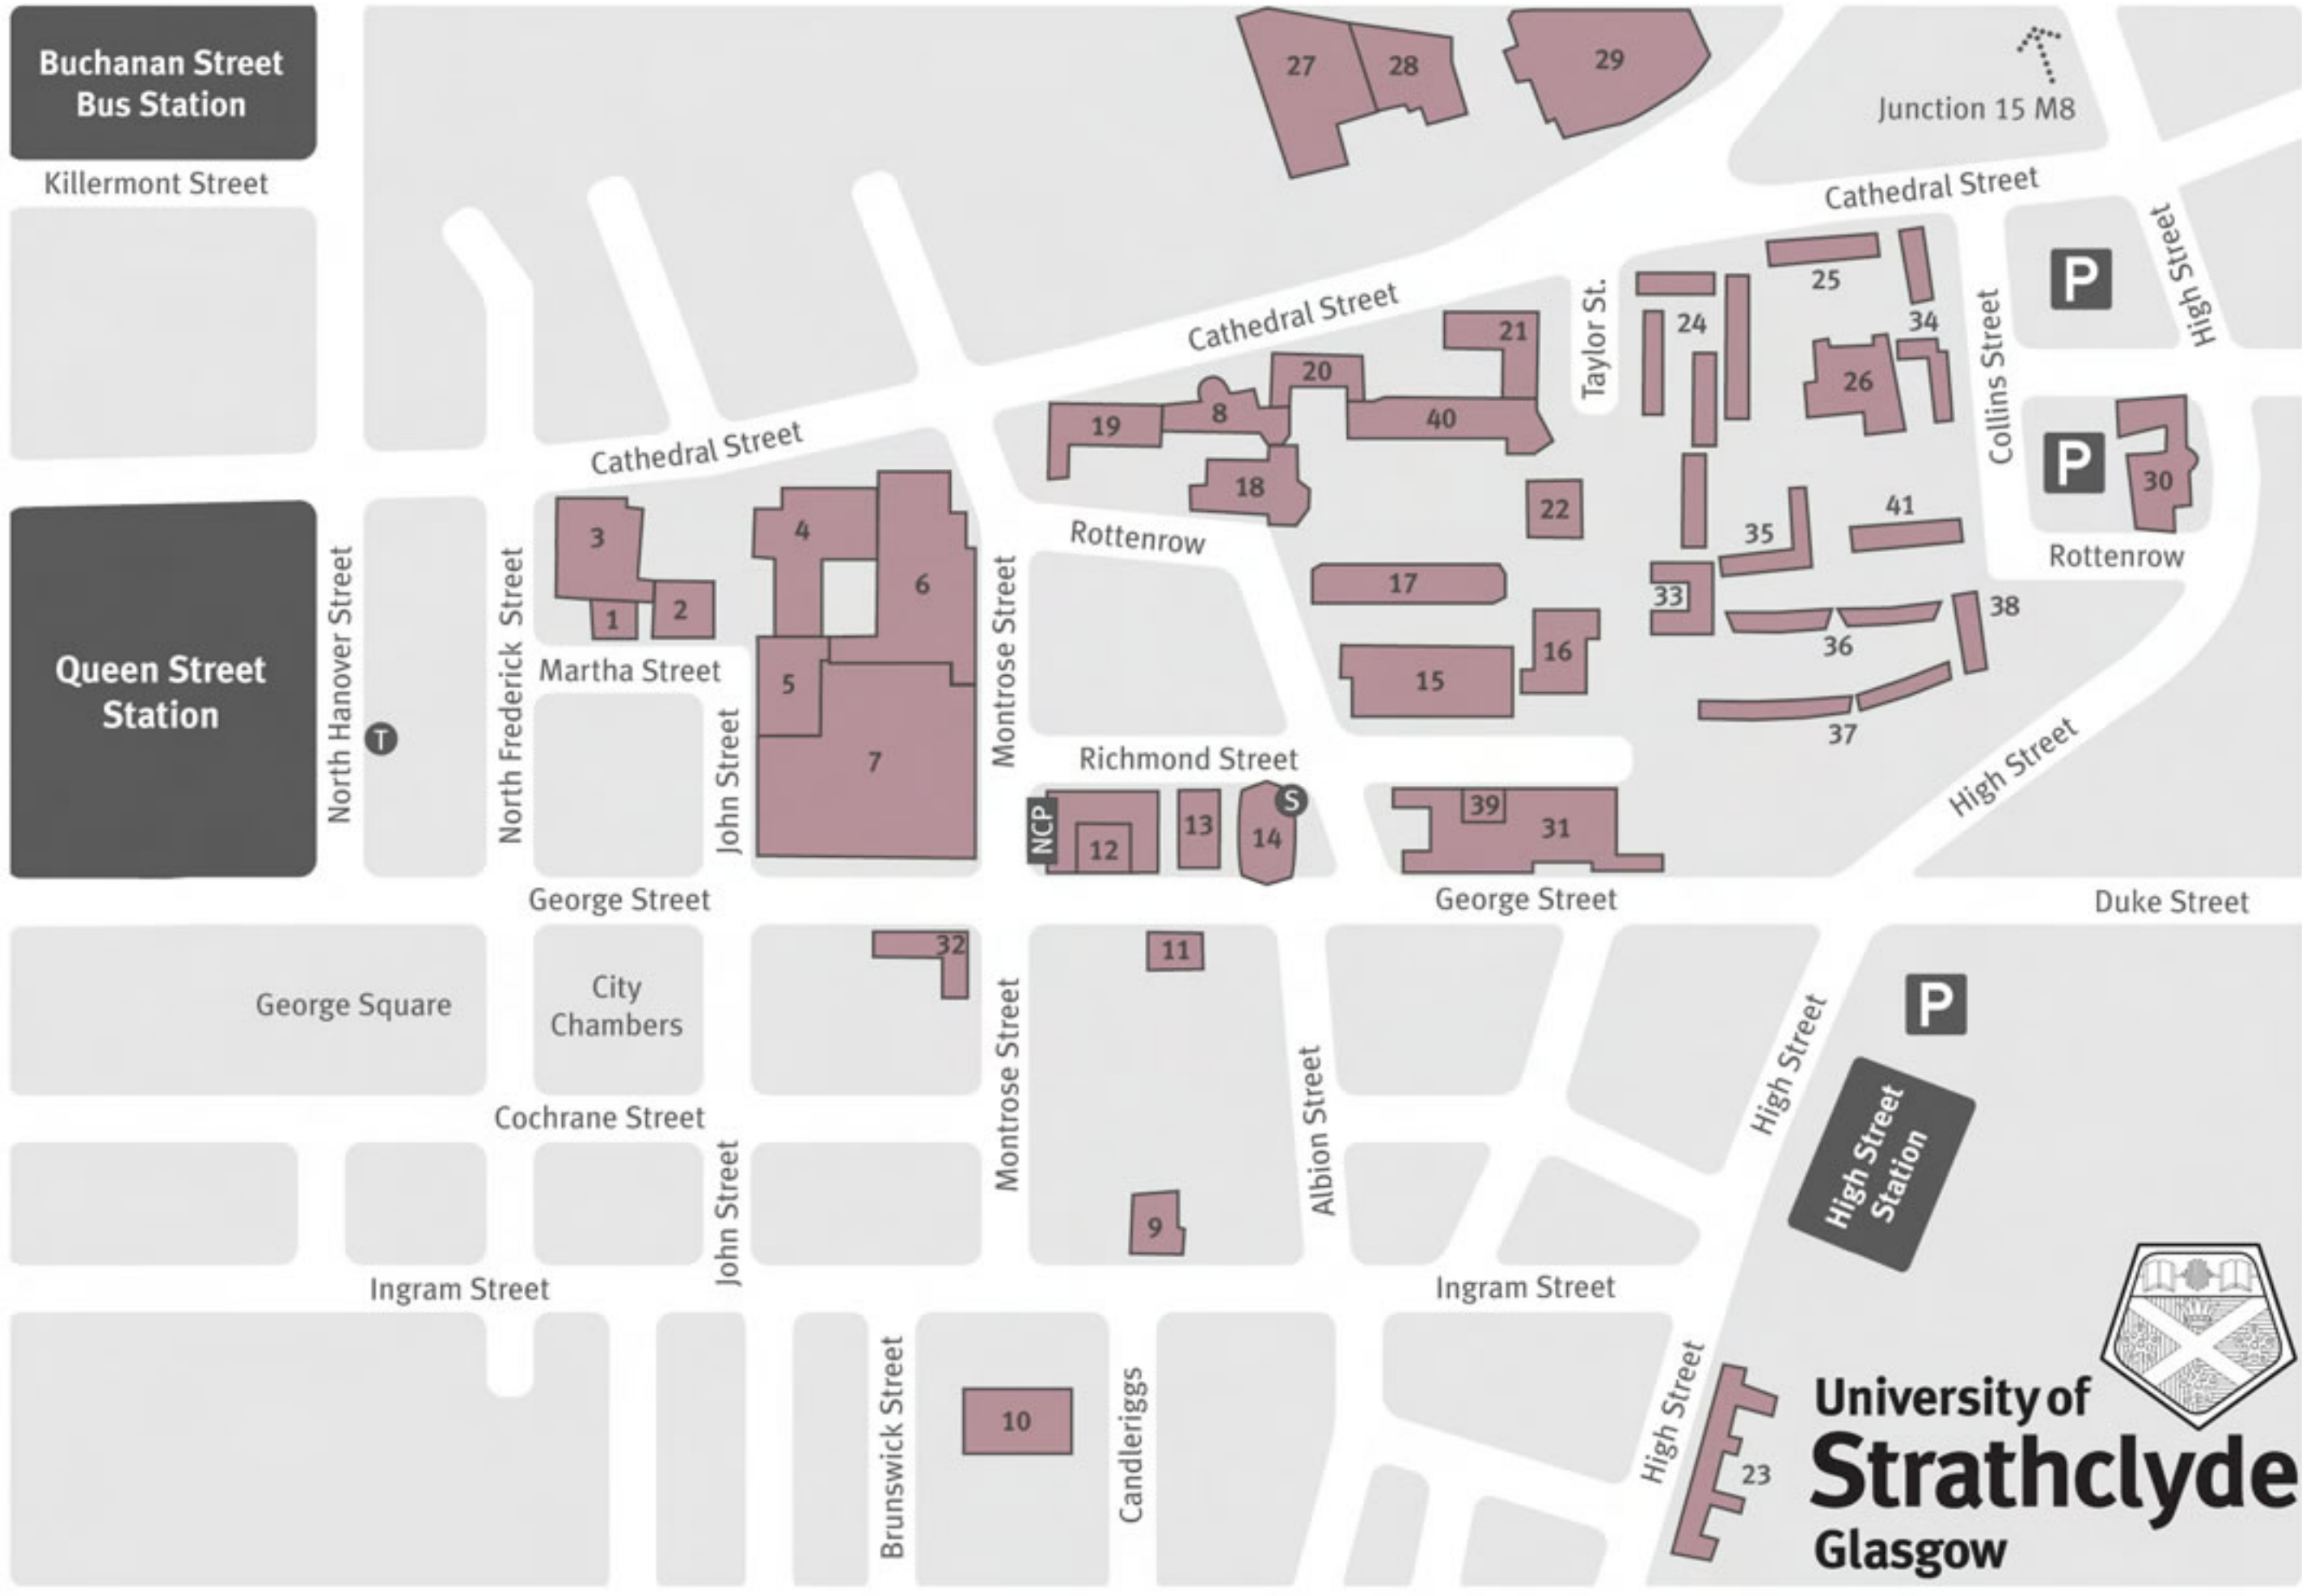 Buchanan Street
Bus Station
27
28
29
Junction 15 M8
Killermont Street
Cathedral Street
High Street
25
P
24
34
Taylor St.
Collins Street
Cathedral Street
21
20
26
8
40
19
Cathedral Street
18
22
P
30
3
4
6
Rottenrow
35
41
Rottenrow
1
2
17
33
38
36
North Hanover Street
North Frederick Street
Montrose Street
Queen Street
Station
Martha Street
5
16
15
37
T
John Street
7
Richmond Street
High Street
NCP
12
13
14
S
39
31
George Street
George Street
Duke Street
32
11
George Square
City
Chambers
P
Montrose Street
Albion Street
High Street
High Street
Station
Cochrane Street
John Street
9
Ingram Street
Ingram Street
Brunswick Street
10
Candleriggs
High Street
23
University of
Strathclyde
Glasgow